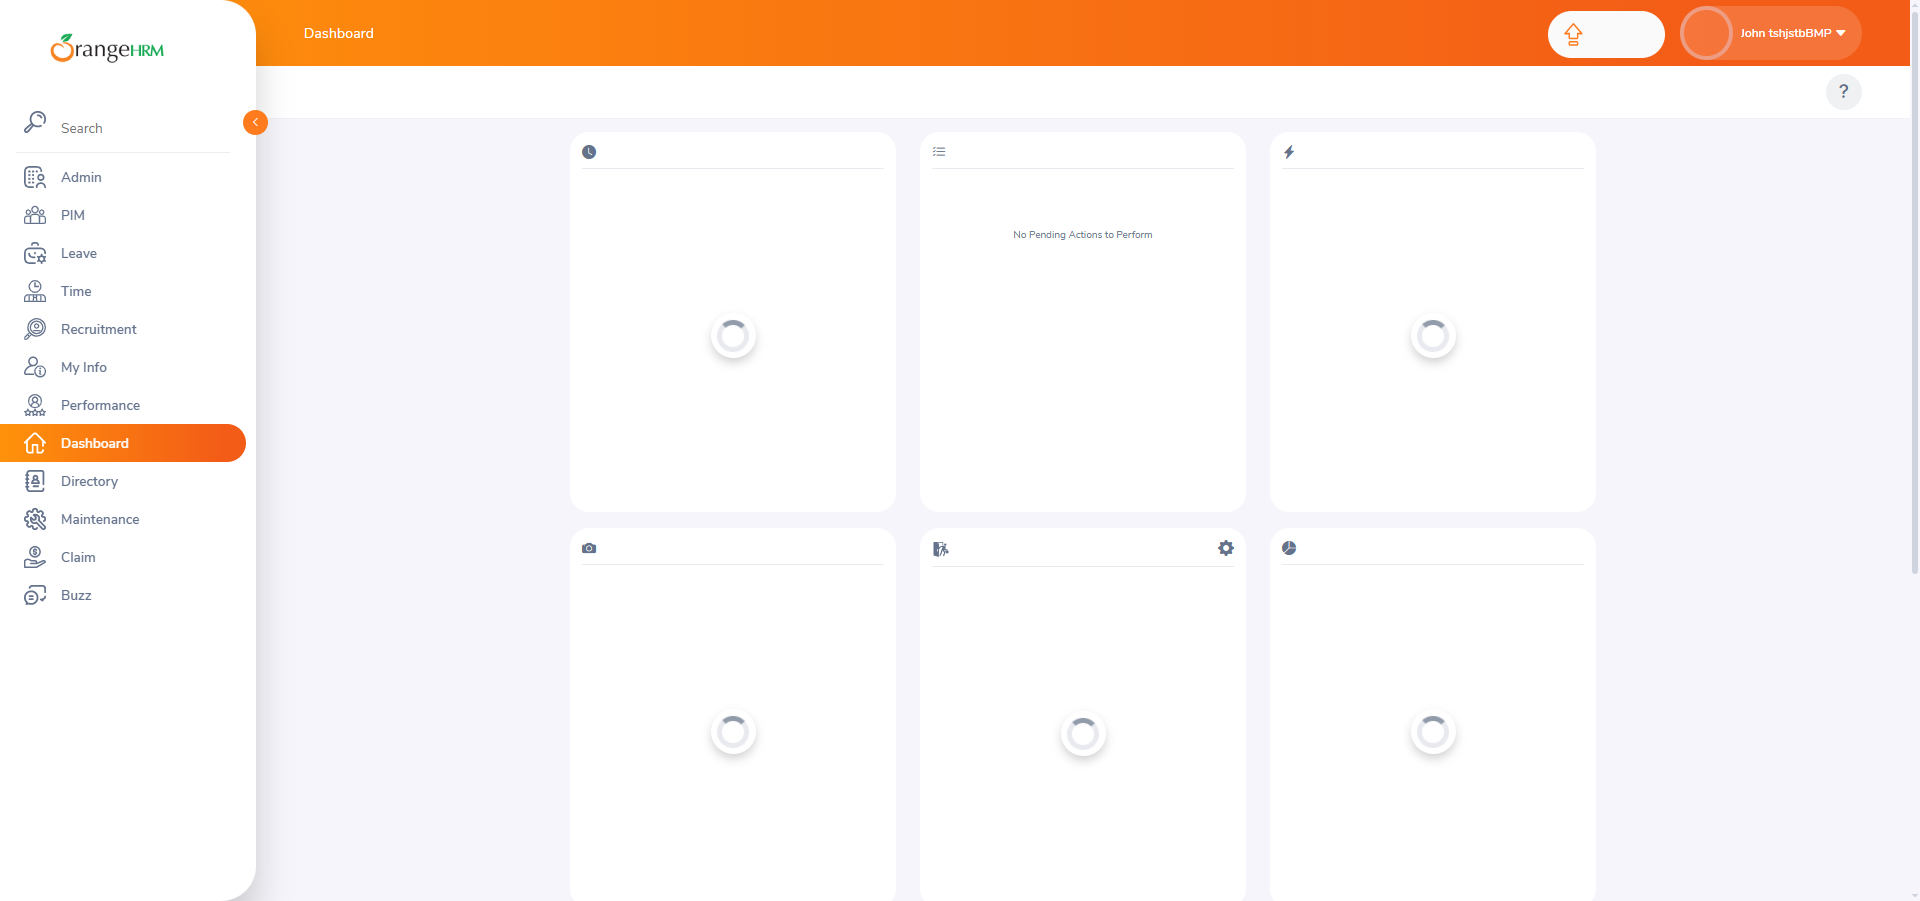 OrangeHRM
Dashboard
John tshjstbBMP
?
Search
Admin
PIM
Leave
Time
Recruitment
My Info
Performance
Dashboard
Directory
Maintenance
Claim
Buzz
No Pending Actions to Perform